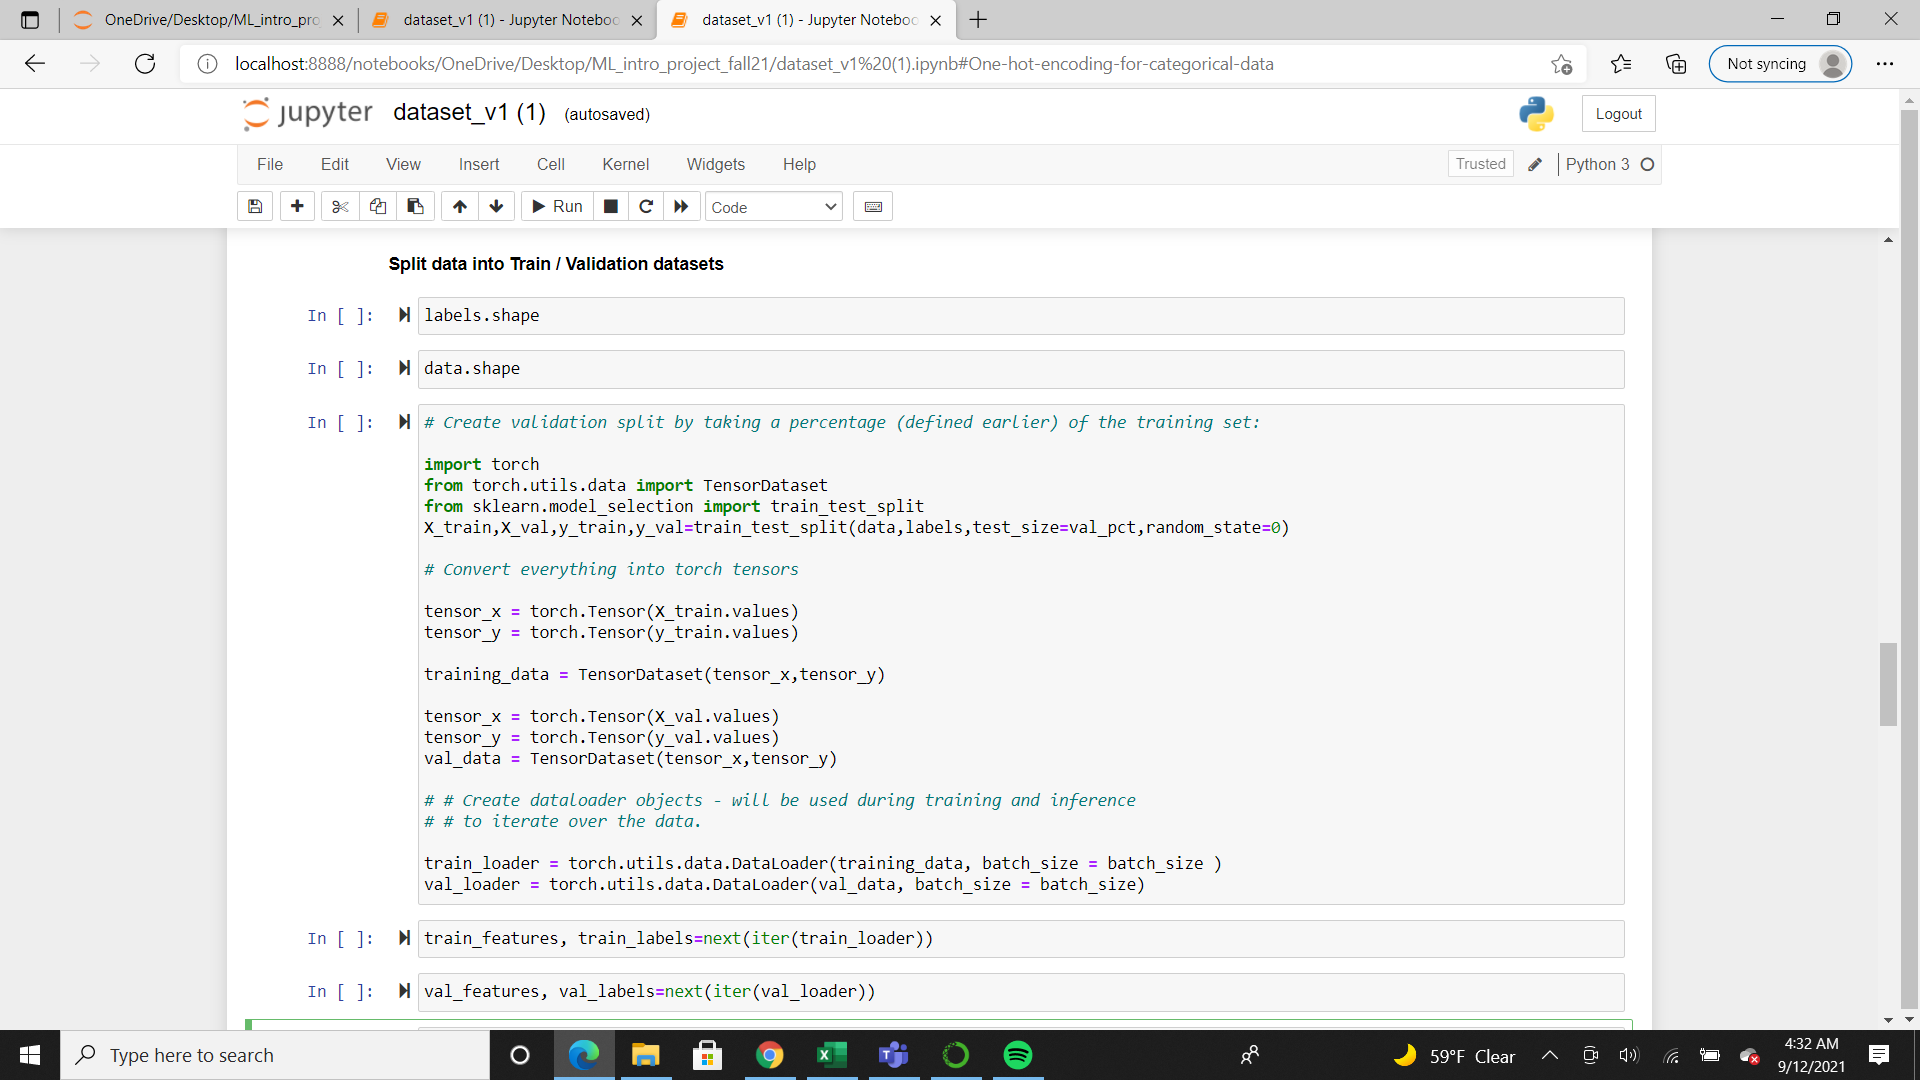 OneDrive/Desktop/ML_intro_pro
dataset_v1 (1) - Jupyter Noteboo
dataset_v1 (1) - Jupyter Noteboo
localhost:8888/notebooks/OneDrive/Desktop/ML_intro_project_fall21/dataset_v1%20(1).ipynb#One-hot-encoding-for-categorical-data
Not syncing
jupyter dataset_v1 (1) (autosaved)
Logout
File Edit View Insert Cell Kernel Widgets Help
Trusted
Python 3
Run
Code
Split data into Train / Validation datasets
In [ ]: labels.shape
In [ ]: data.shape
In [ ]: # Create validation split by taking a percentage (defined earlier) of the training set:
import torch
from torch.utils.data import TensorDataset
from sklearn.model_selection import train_test_split
X_train,X_val,y_train,y_val=train_test_split(data,labels,test_size=val_pct,random_state=0)
# Convert everything into torch tensors
tensor_x = torch.Tensor(X_train.values)
tensor_y = torch.Tensor(y_train.values)
training_data = TensorDataset(tensor_x,tensor_y)
tensor_x = torch.Tensor(X_val.values)
tensor_y = torch.Tensor(y_val.values)
val_data = TensorDataset(tensor_x,tensor_y)
# # Create dataloader objects - will be used during training and inference
# # to iterate over the data.
train_loader = torch.utils.data.DataLoader(training_data, batch_size = batch_size )
val_loader = torch.utils.data.DataLoader(val_data, batch_size = batch_size)
In [ ]: train_features, train_labels=next(iter(train_loader))
In [ ]: val_features, val_labels=next(iter(val_loader))
Type here to search
59°F Clear
4:32 AM
9/12/2021